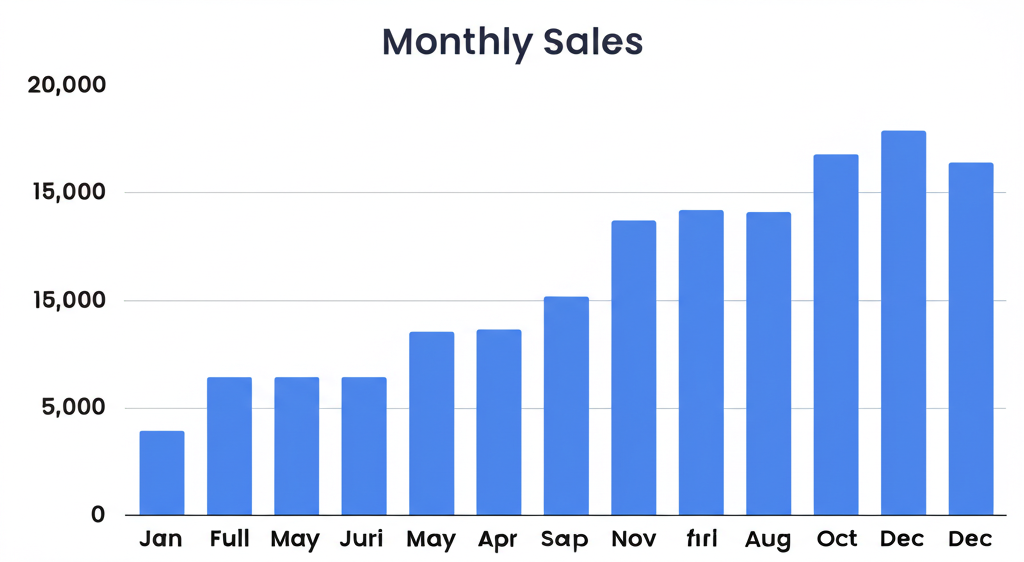 Monthly Sales
20,000
15,000
15,000
5,000
0
Jan Full May Juri May Apr Sap Nov fırl Aug Oct Dec Dec